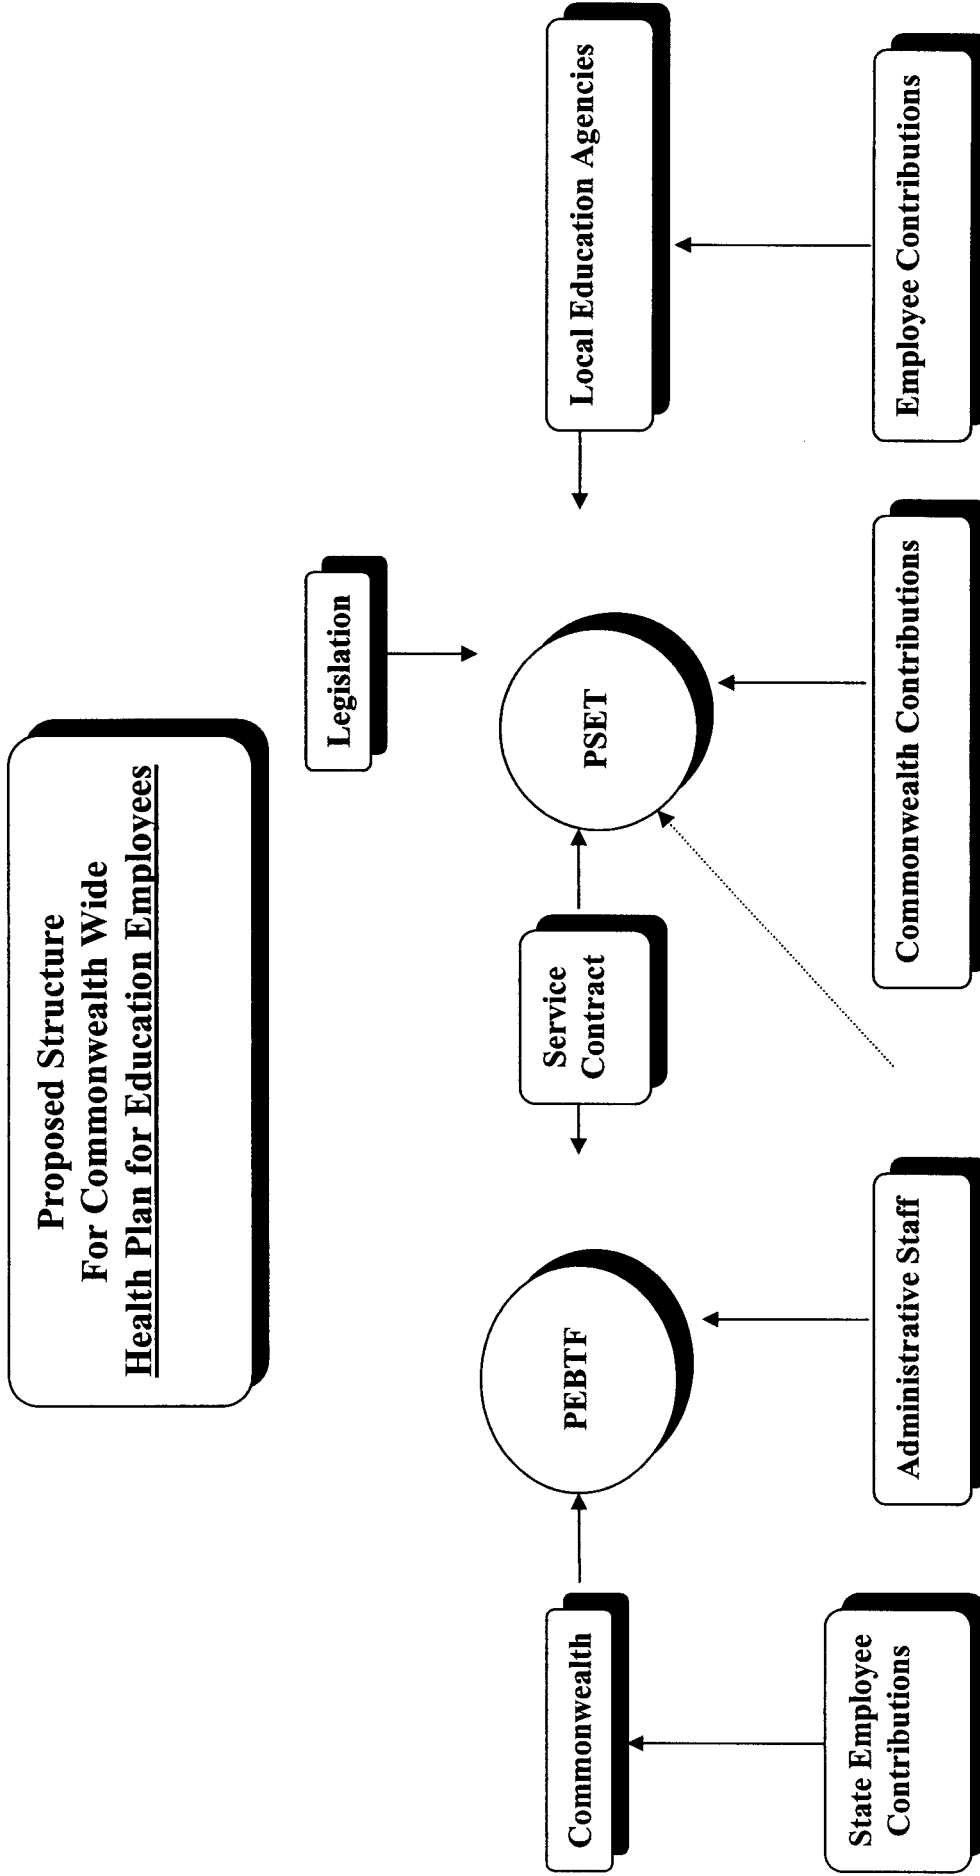 Proposed Structure
For Commonwealth Wide
Health Plan for Education Employees
Legislation
Commonwealth
PEBTF
Service
Contract
PSET
Local Education Agencies
State Employee
Contributions
Administrative Staff
Commonwealth Contributions
Employee Contributions